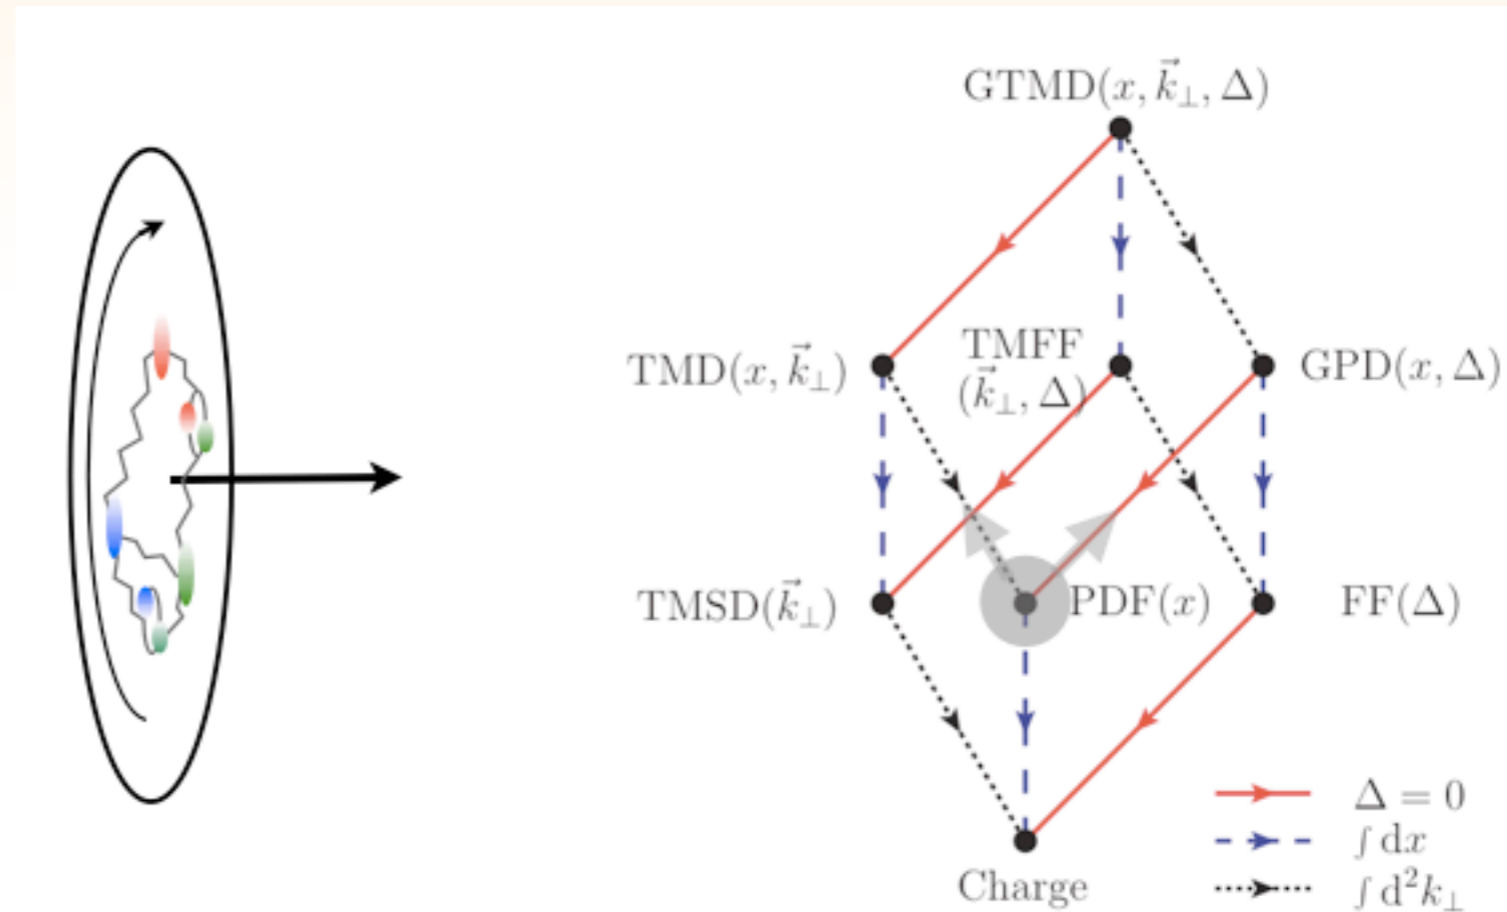 GTMD(x, k⃗⊥, Δ)
TMD(x, k⃗⊥)
TMFF
(k⃗⊥, Δ)
GPD(x, Δ)
TMSD(k⃗⊥)
PDF(x)
FF(Δ)
Charge
Δ = 0
∫ dx
∫ d²k⊥